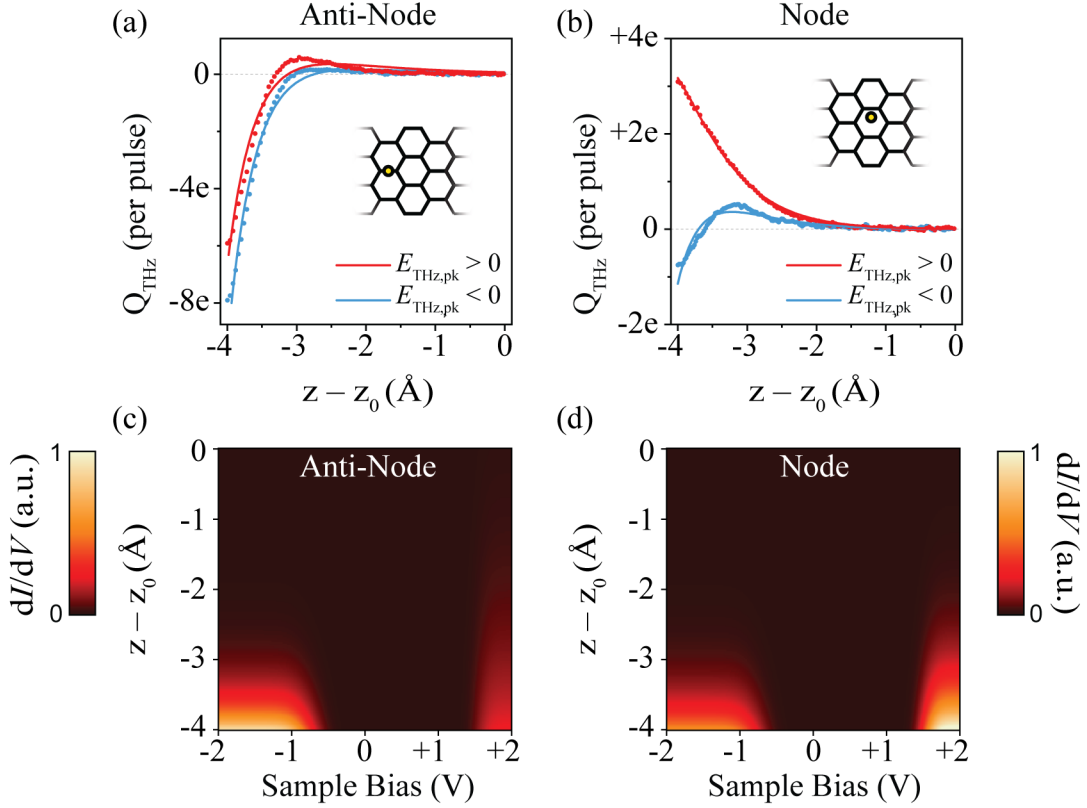 (a)
Anti-Node
0
-4e
-8e
Q_THz (per pulse)
E_THz,pk > 0
E_THz,pk < 0
-4
-3
-2
-1
0
z – z_0 (Å)
(b)
Node
+4e
+2e
0
-2e
Q_THz (per pulse)
E_THz,pk > 0
E_THz,pk < 0
-4
-3
-2
-1
0
z – z_0 (Å)
(c)
Anti-Node
1
0
dI/dV (a.u.)
0
-1
-2
-3
-4
z – z_0 (Å)
-2
-1
0
+1
+2
Sample Bias (V)
(d)
Node
0
-1
-2
-3
-4
z – z_0 (Å)
-2
-1
0
+1
+2
Sample Bias (V)
1
0
dI/dV (a.u.)